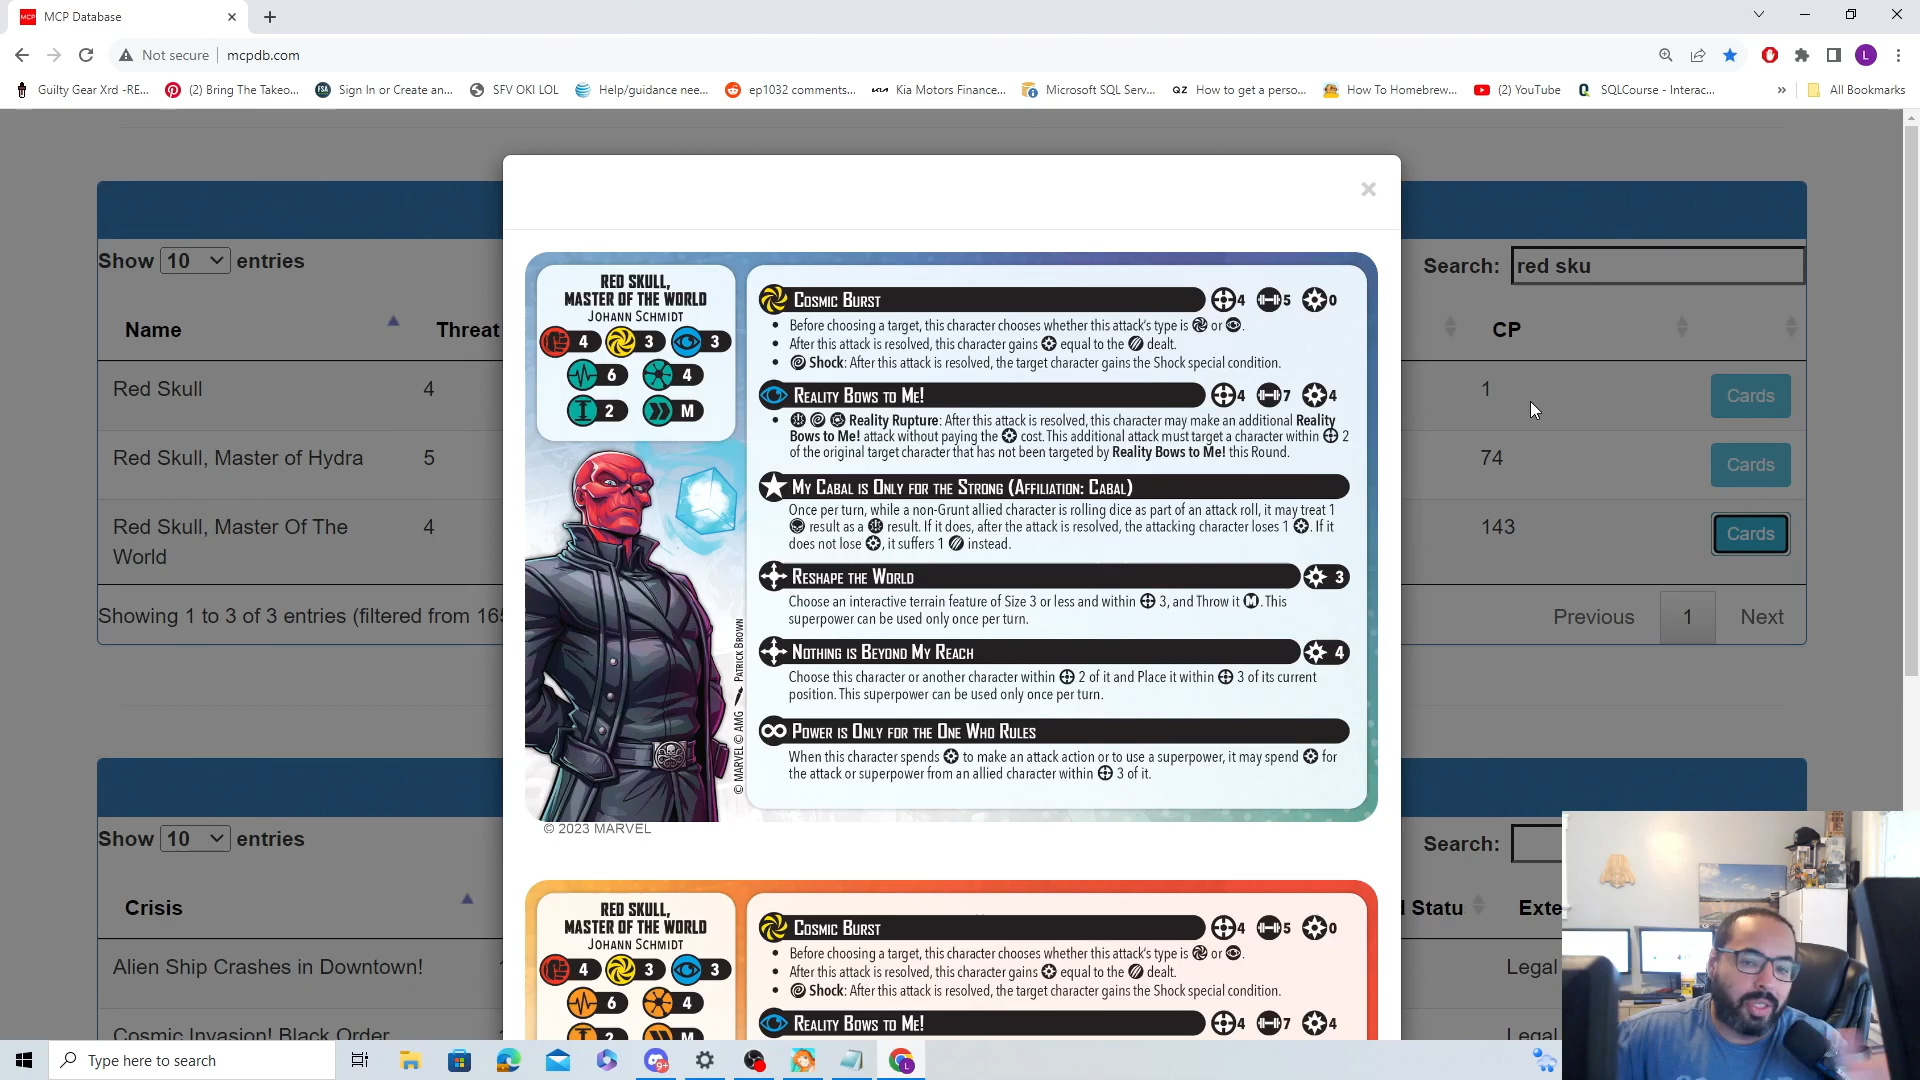 MCP Database
Not secure
mcpdb.com
Guilty Gear Xrd -RE...
(2) Bring The Takeo...
Sign In or Create an...
SFV OKI LOL
Help/guidance nee...
ep1032 comments...
Kia Motors Finance...
Microsoft SQL Serv...
QZ
How to get a perso...
How To Homebrew...
(2) YouTube
SQLCourse - Interac...
»
All Bookmarks
Show 10 entries
Search: red sku
Name
Threat
CP
Red Skull
4
1
Cards
Red Skull, Master of Hydra
5
74
Cards
Red Skull, Master Of The
World
4
143
Cards
Showing 1 to 3 of 3 entries (filtered from 165
Previous
1
Next
×
RED SKULL,
MASTER OF THE WORLD
JOHANN SCHMIDT
4 3 3
6 4
2 M
COSMIC BURST 4 5 0
• Before choosing a target, this character chooses whether this attack's type is or .
• After this attack is resolved, this character gains equal to the dealt.
• Shock: After this attack is resolved, the target character gains the Shock special condition.
REALITY BOWS TO ME! 4 7 4
• Reality Rupture: After this attack is resolved, this character may make an additional Reality
Bows to Me! attack without paying the cost. This additional attack must target a character within 2
of the original target character that has not been targeted by Reality Bows to Me! this Round.
MY CABAL IS ONLY FOR THE STRONG (AFFILIATION: CABAL)
Once per turn, while a non-Grunt allied character is rolling dice as part of an attack roll, it may treat 1
result as a result. If it does, after the attack is resolved, the attacking character loses 1 . If it
does not lose , it suffers 1 instead.
RESHAPE THE WORLD 3
Choose an interactive terrain feature of Size 3 or less and within 3, and Throw it M. This
superpower can be used only once per turn.
NOTHING IS BEYOND MY REACH 4
Choose this character or another character within 2 of it and Place it within 3 of its current
position. This superpower can be used only once per turn.
POWER IS ONLY FOR THE ONE WHO RULES
When this character spends to make an attack action or to use a superpower, it may spend for
the attack or superpower from an allied character within 3 of it.
© MARVEL © AMG PATRICK BROWN
© 2023 MARVEL
Show 10 entries
Search:
Crisis
Alien Ship Crashes in Downtown!
Legal
Cosmic Invasion! Black Order
Legal
RED SKULL,
MASTER OF THE WORLD
JOHANN SCHMIDT
4 3 3
6 4
2 M
COSMIC BURST 4 5 0
• Before choosing a target, this character chooses whether this attack's type is or .
• After this attack is resolved, this character gains equal to the dealt.
• Shock: After this attack is resolved, the target character gains the Shock special condition.
REALITY BOWS TO ME! 4 7 4
Type here to search